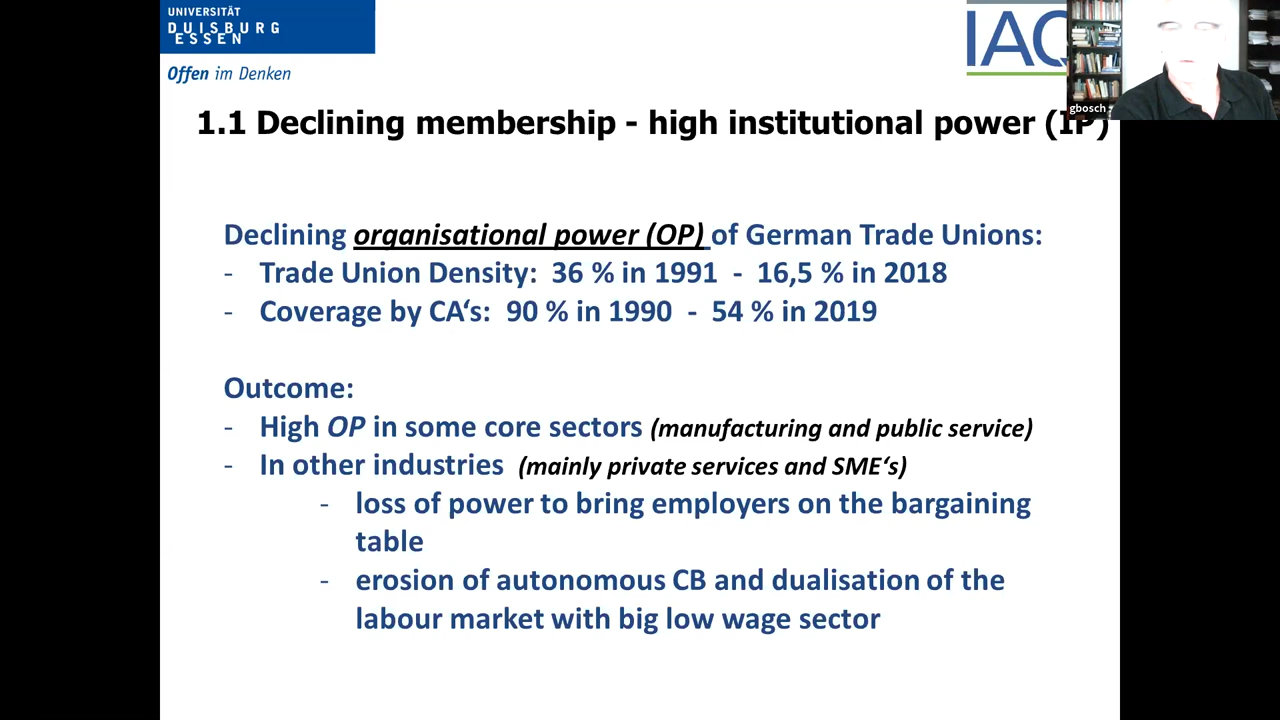 UNIVERSITÄT
DUISBURG
ESSEN
Offen im Denken
IAQ
gbosch
1.1 Declining membership - high institutional power (IP)
Declining organisational power (OP) of German Trade Unions:
- Trade Union Density: 36 % in 1991 - 16,5 % in 2018
- Coverage by CA‘s: 90 % in 1990 - 54 % in 2019
Outcome:
- High OP in some core sectors (manufacturing and public service)
- In other industries (mainly private services and SME‘s)
- loss of power to bring employers on the bargaining
table
- erosion of autonomous CB and dualisation of the
labour market with big low wage sector